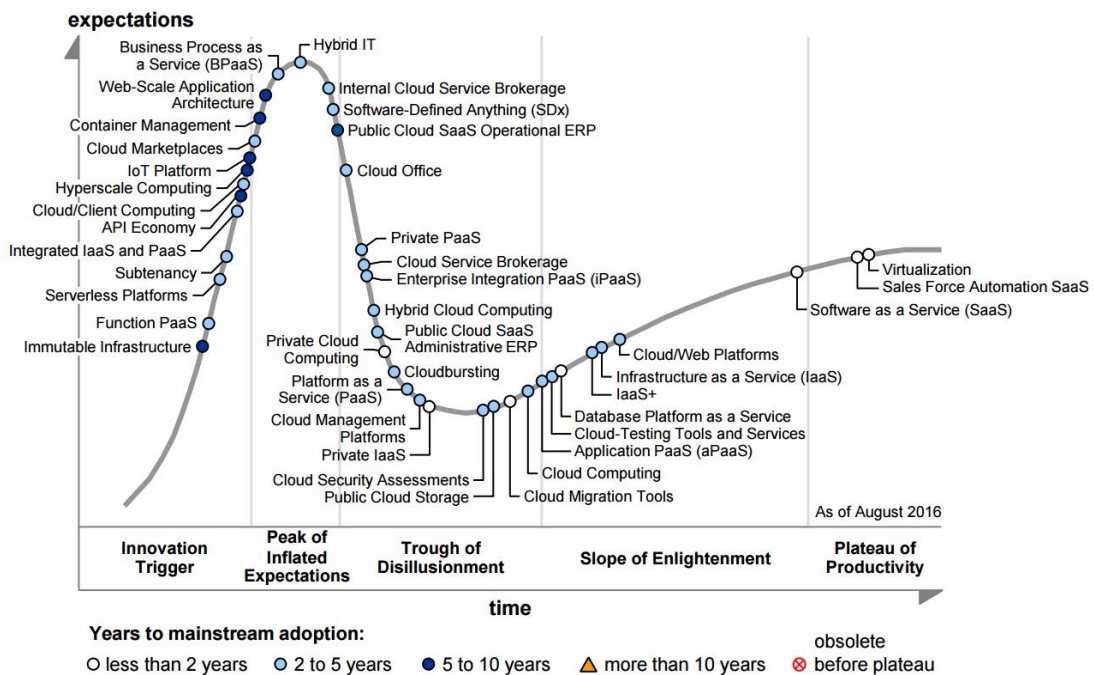 expectations
Hybrid IT
Business Process as
a Service (BPaaS)
Web-Scale Application
Architecture
Container Management
Cloud Marketplaces
IoT Platform
Hyperscale Computing
Cloud/Client Computing
API Economy
Integrated IaaS and PaaS
Subtenancy
Serverless Platforms
Function PaaS
Immutable Infrastructure
Internal Cloud Service Brokerage
Software-Defined Anything (SDx)
Public Cloud SaaS Operational ERP
Cloud Office
Private PaaS
Cloud Service Brokerage
Enterprise Integration PaaS (iPaaS)
Hybrid Cloud Computing
Public Cloud SaaS
Administrative ERP
Private Cloud
Computing
Cloudbursting
Platform as a
Service (PaaS)
Cloud Management
Platforms
Private IaaS
Cloud Security Assessments
Public Cloud Storage
Cloud Migration Tools
Cloud Computing
Application PaaS (aPaaS)
Cloud-Testing Tools and Services
Database Platform as a Service
IaaS+
Infrastructure as a Service (IaaS)
Cloud/Web Platforms
Software as a Service (SaaS)
Sales Force Automation SaaS
Virtualization
As of August 2016
Innovation
Trigger
Peak of
Inflated
Expectations
Trough of
Disillusionment
Slope of Enlightenment
Plateau of
Productivity
time
Years to mainstream adoption:
less than 2 years
2 to 5 years
5 to 10 years
more than 10 years
obsolete
before plateau